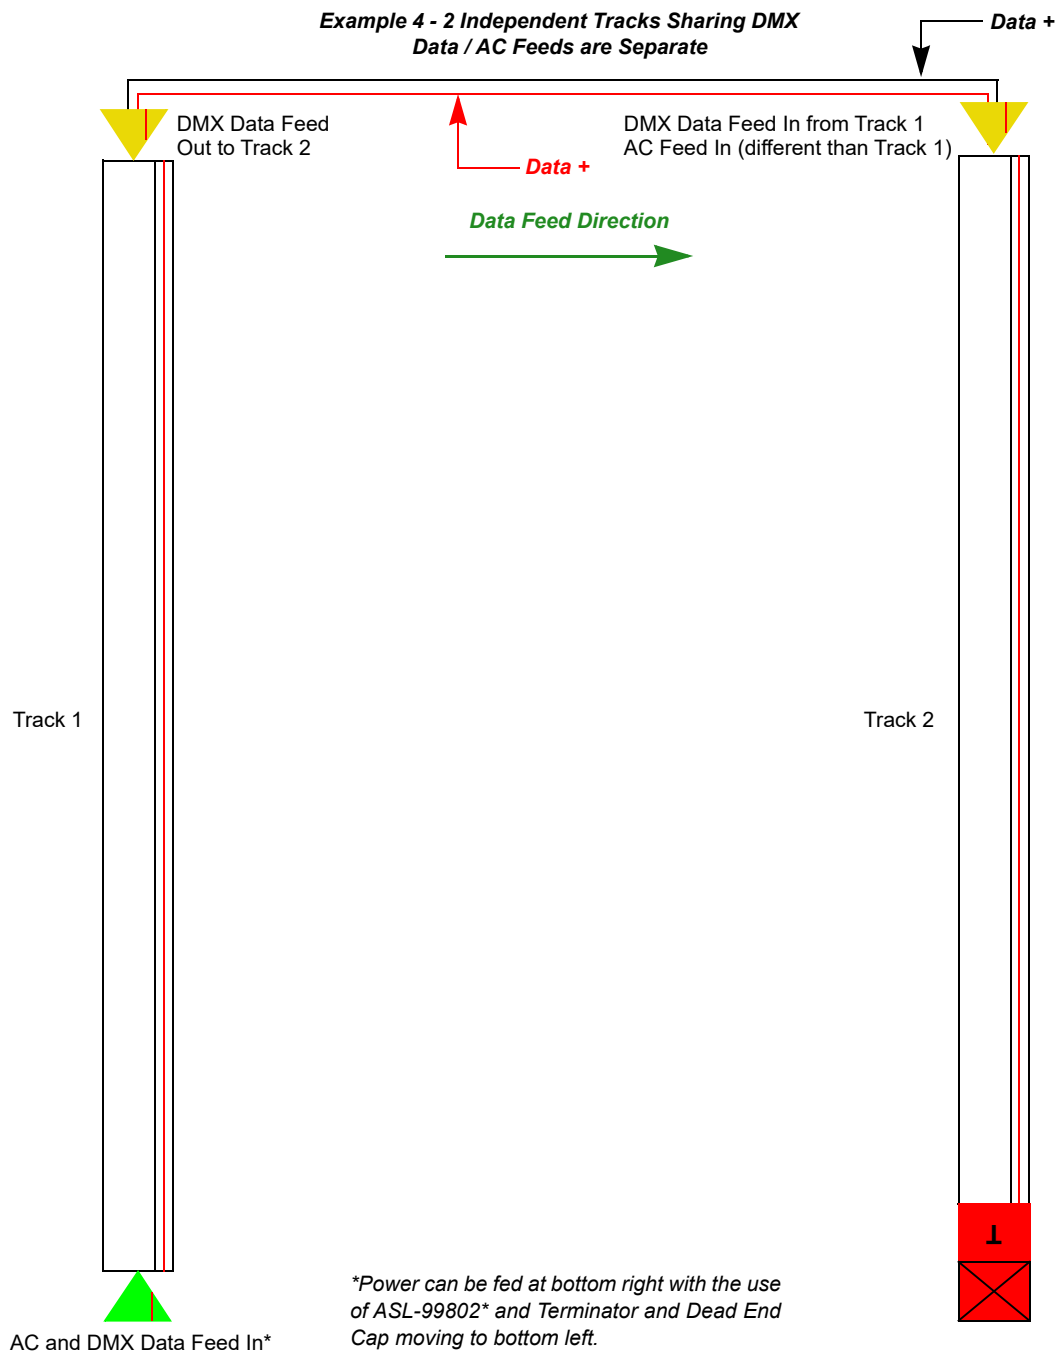 Example 4 - 2 Independent Tracks Sharing DMX
Data / AC Feeds are Separate
Data +
DMX Data Feed
Out to Track 2
DMX Data Feed In from Track 1
AC Feed In (different than Track 1)
Data +
Data Feed Direction
Track 1
Track 2
T
*Power can be fed at bottom right with the use
of ASL-99802* and Terminator and Dead End
Cap moving to bottom left.
AC and DMX Data Feed In*